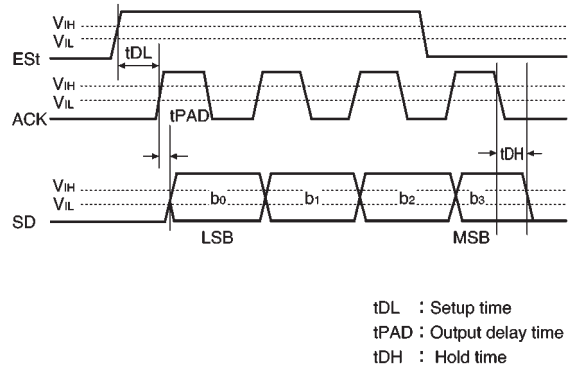 VIH
VIL
ESt
tDL
VIH
VIL
ACK
tPAD
tDH
VIH
VIL
SD
b0
b1
b2
b3
LSB
MSB
tDL : Setup time
tPAD : Output delay time
tDH : Hold time